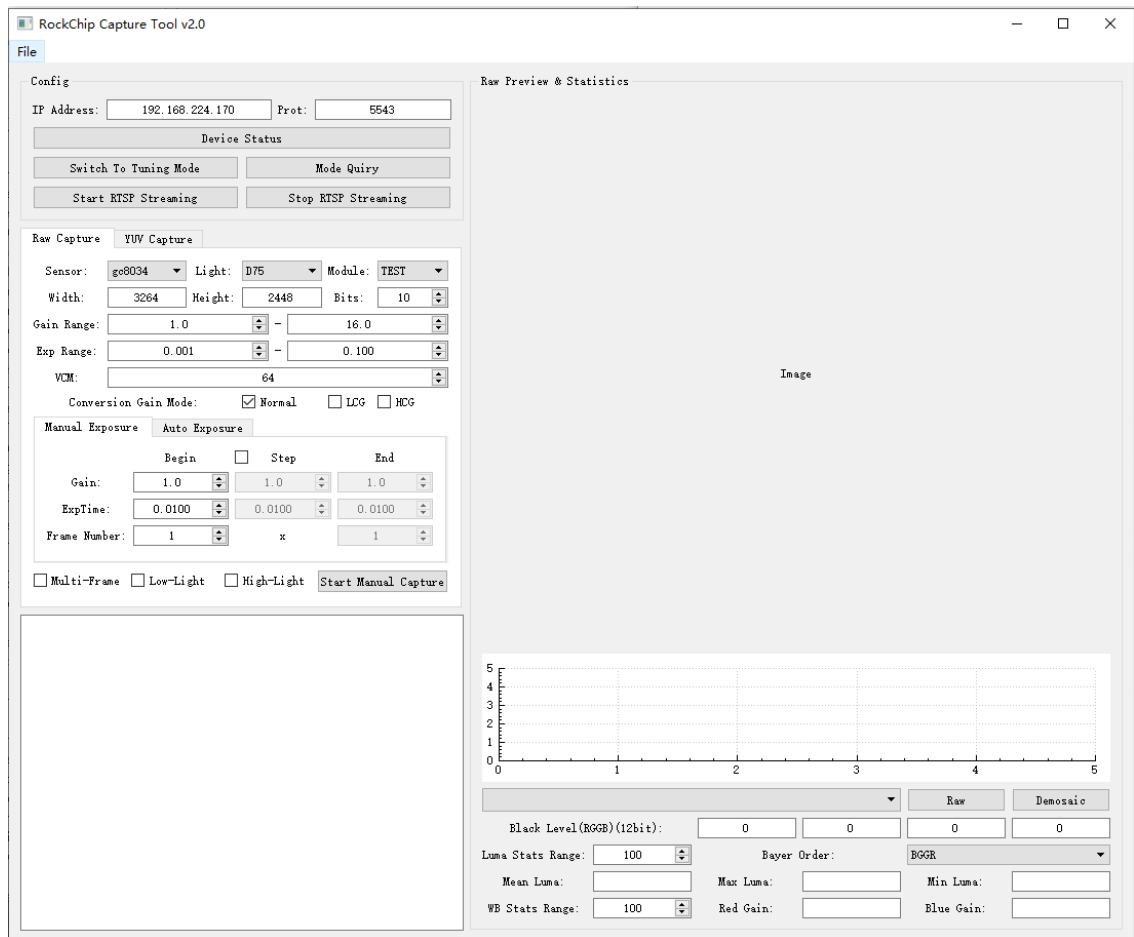 RockChip Capture Tool v2.0
File
Config
IP Address: 192.168.224.170 Prot: 5543
Device Status
Switch To Tuning Mode Mode Quiry
Start RTSP Streaming Stop RTSP Streaming
Raw Capture YUV Capture
Sensor: gc8034 Light: D75 Module: TEST
Width: 3264 Height: 2448 Bits: 10
Gain Range: 1.0 - 16.0
Exp Range: 0.001 - 0.100
VCM: 64
Conversion Gain Mode: Normal LCG HCG
Manual Exposure Auto Exposure
Begin Step End
Gain: 1.0 1.0 1.0
ExpTime: 0.0100 0.0100 0.0100
Frame Number: 1 x 1
Multi-Frame Low-Light High-Light Start Manual Capture
Raw Preview & Statistics
Image
5
4
3
2
1
0
0 1 2 3 4 5
Raw Demosaic
Black Level(RGGB)(12bit): 0 0 0 0
Luma Stats Range: 100 Bayer Order: BGGR
Mean Luma: Max Luma: Min Luma:
WB Stats Range: 100 Red Gain: Blue Gain: